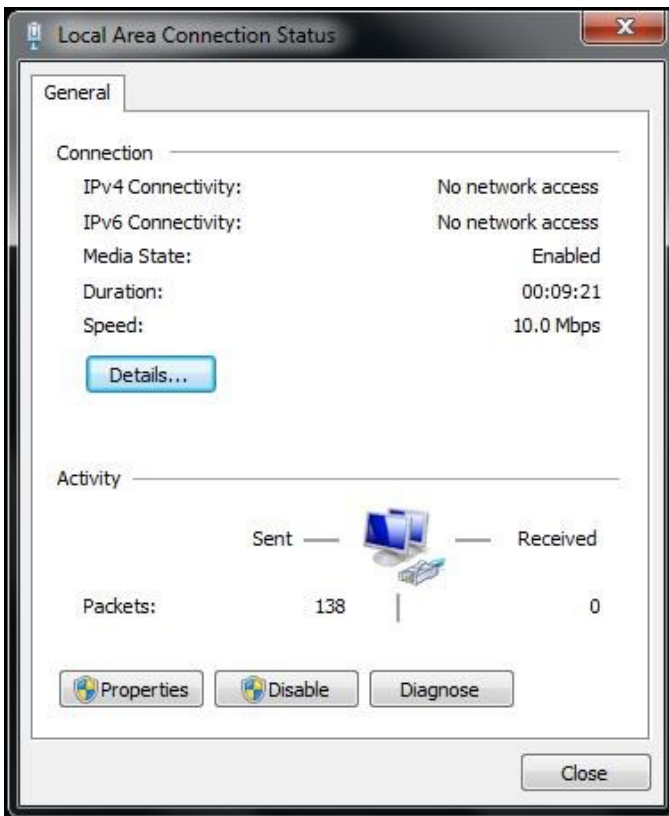 Local Area Connection Status
General
Connection
IPv4 Connectivity: No network access
IPv6 Connectivity: No network access
Media State: Enabled
Duration: 00:09:21
Speed: 10.0 Mbps
Details...
Activity
Sent Received
Packets: 138 0
Properties Disable Diagnose
Close